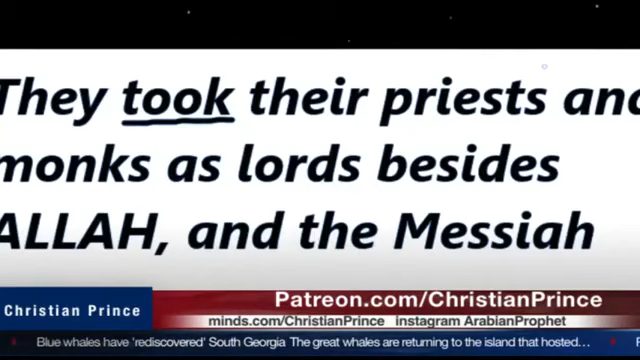 They took their priests and
monks as lords besides
ALLAH, and the Messiah
Christian Prince
Patreon.com/ChristianPrince
minds.com/ChristianPrince instagram ArabianProphet
Blue whales have 'rediscovered' South Georgia The great whales are returning to the island that hosted...